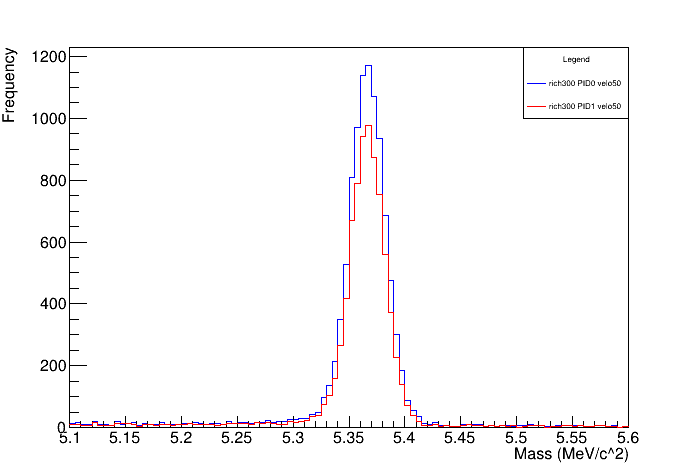 Frequency
1200
1000
800
600
400
200
0
Legend
rich300 PID0 velo50
rich300 PID1 velo50
5.1 5.15 5.2 5.25 5.3 5.35 5.4 5.45 5.5 5.55 5.6
Mass (MeV/c^2)